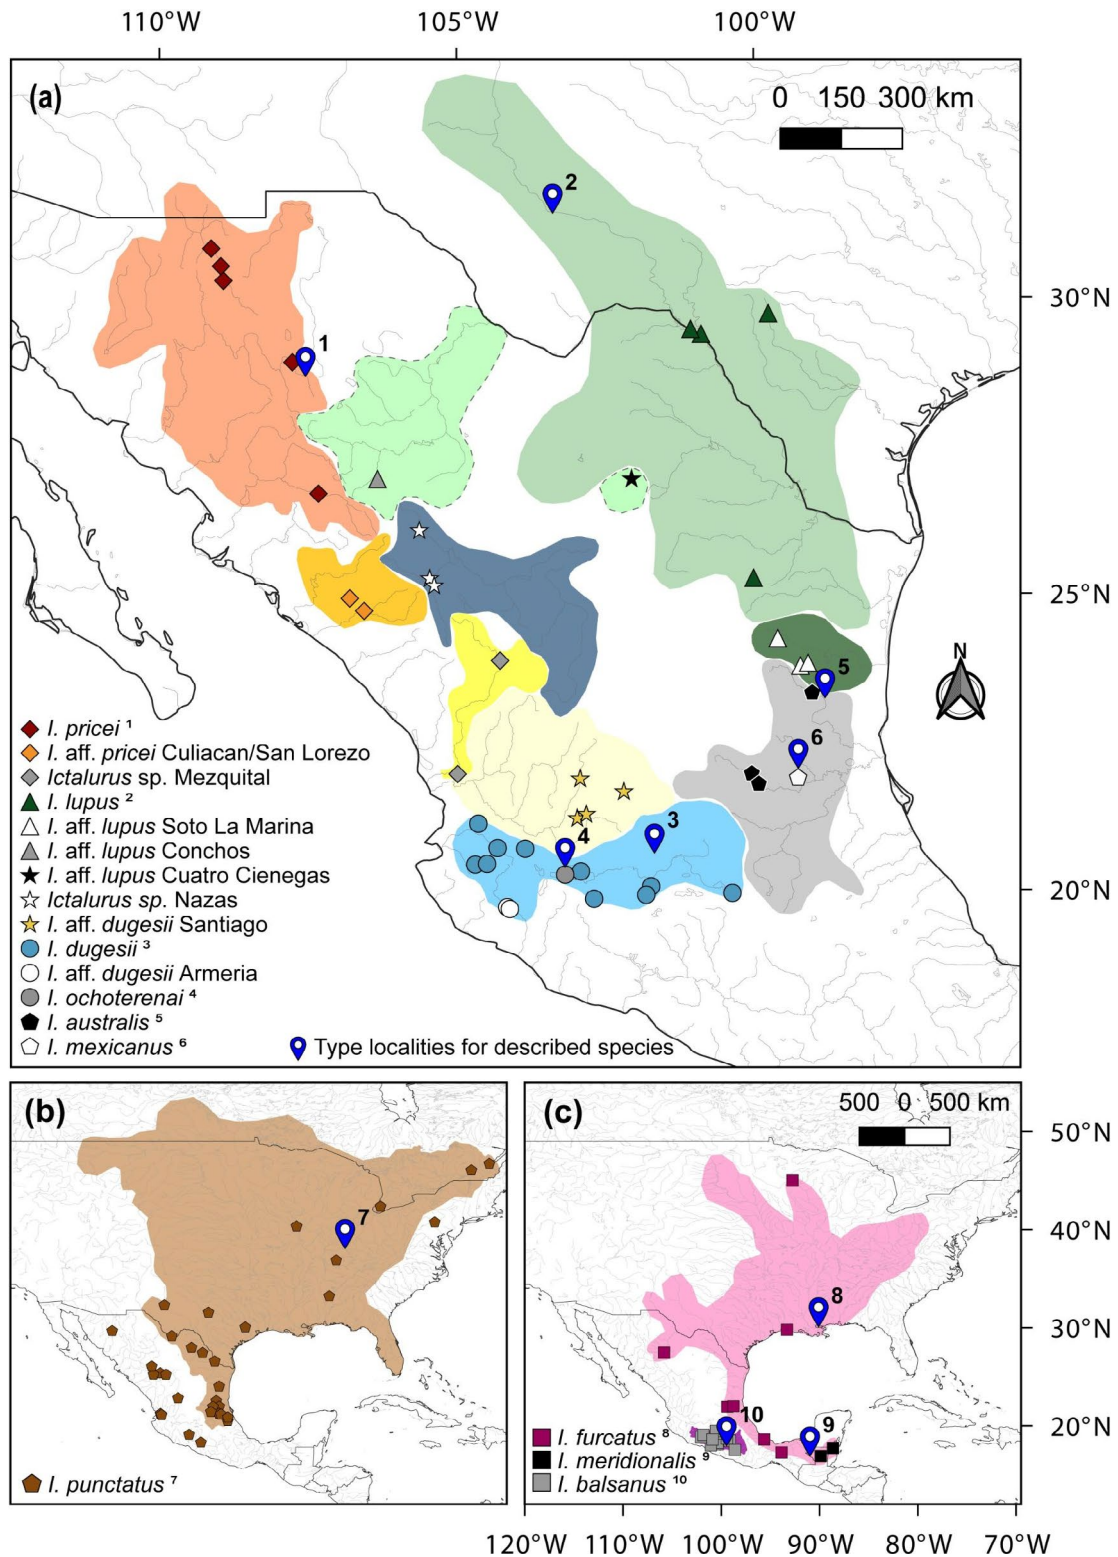 110°W 105°W 100°W
(a)
0 150 300 km
2
30°N
1
25°N
N
5
6
3
4
20°N
I. pricei ¹
I. aff. pricei Culiacan/San Lorezo
Ictalurus sp. Mezquital
I. lupus ²
I. aff. lupus Soto La Marina
I. aff. lupus Conchos
I. aff. lupus Cuatro Cienegas
Ictalurus sp. Nazas
I. aff. dugesii Santiago
I. dugesii ³
I. aff. dugesii Armeria
I. ochoterenai ⁴
I. australis ⁵
I. mexicanus ⁶
Type localities for described species
(b)
7
I. punctatus ⁷
(c)
500 0 500 km
50°N
40°N
8
30°N
10
9
20°N
I. furcatus ⁸
I. meridionalis ⁹
I. balsanus ¹⁰
120°W 110°W 100°W 90°W 80°W 70°W